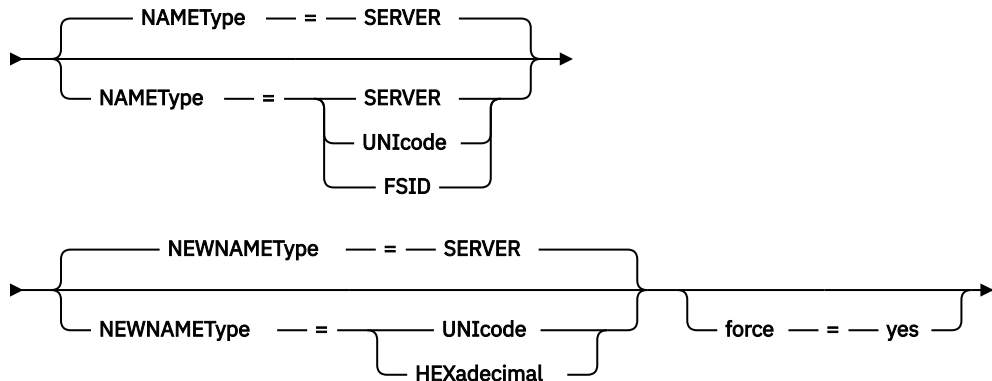 NAMEType = SERVER
NAMEType = SERVER
UNIcode
FSID
NEWNAMEType = SERVER
NEWNAMEType = UNIcode
HEXadecimal
force = yes